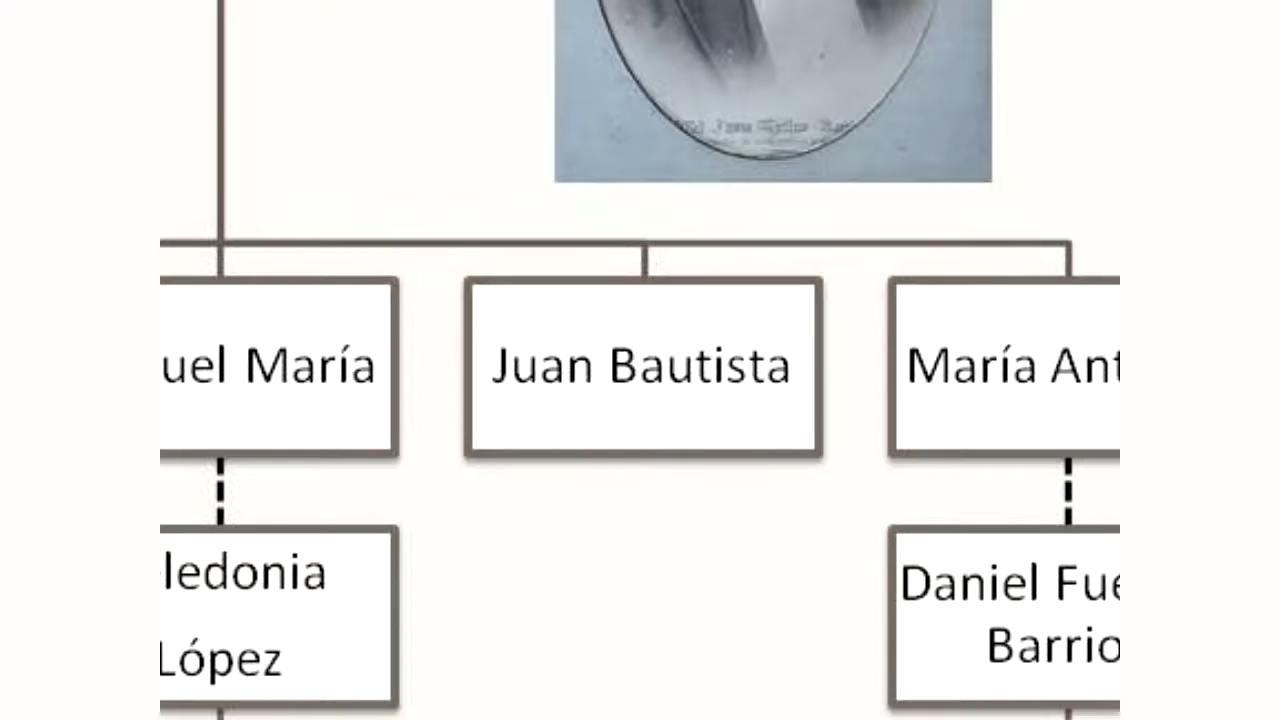 uel María
Juan Bautista
María Ant
ledonia
López
Daniel Fue
Barrio